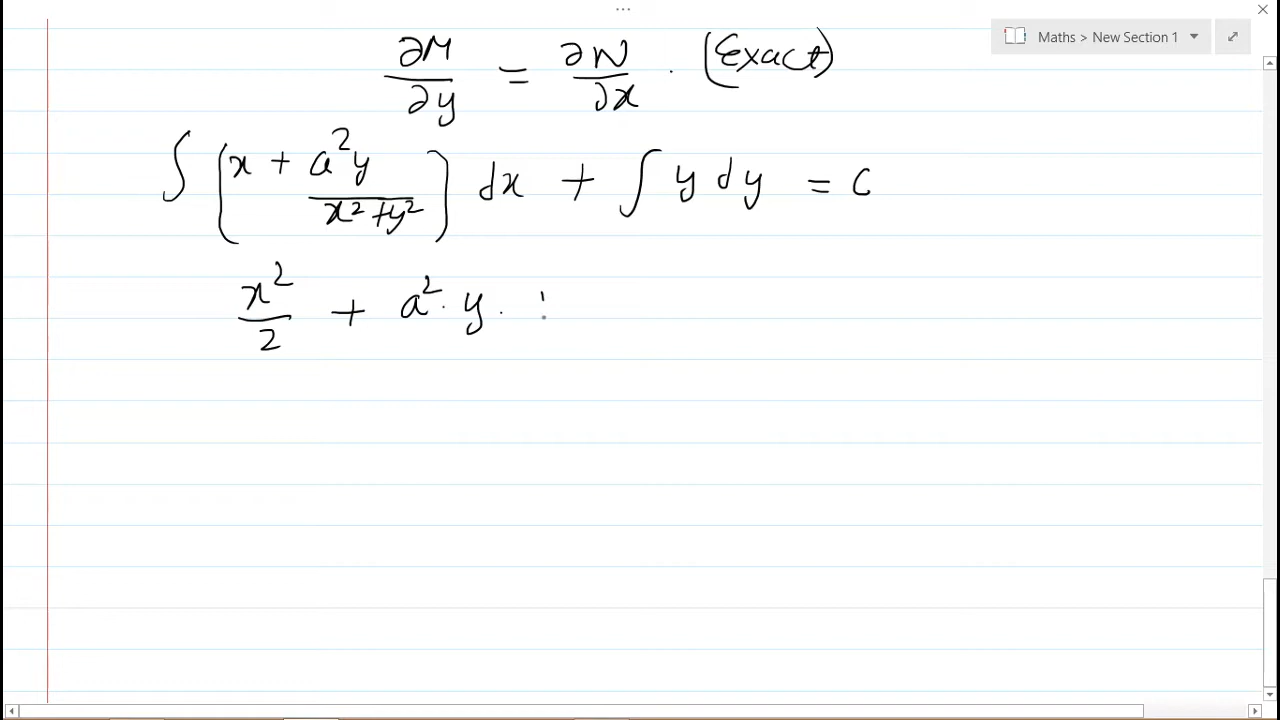 Maths > New Section 1
∂M/∂y = ∂N/∂x . (Exact)
∫ [x + a²y/(x²+y²)] dx + ∫ y dy = C
x²/2 + a² . y .